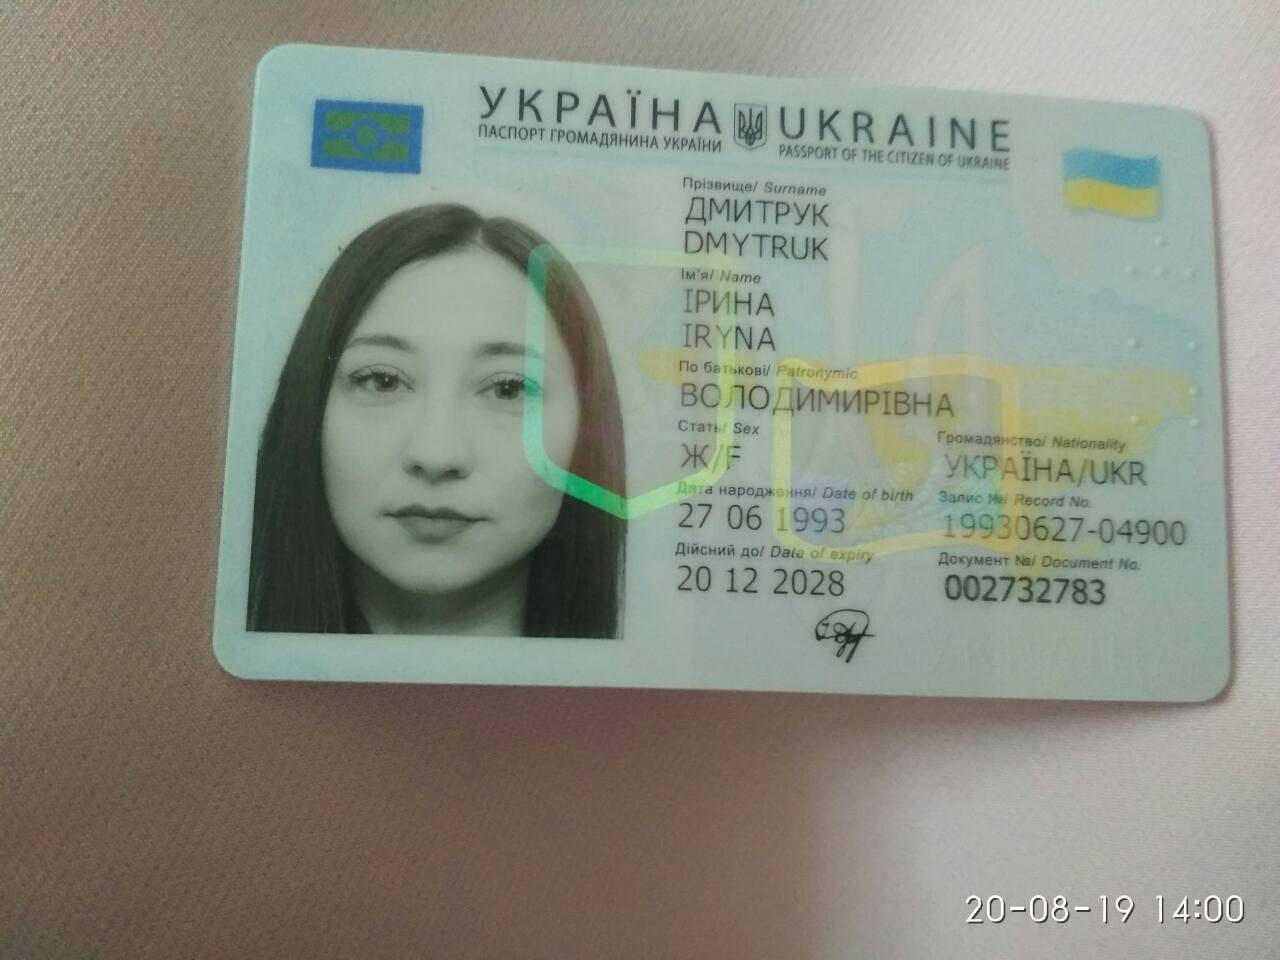 УКРАЇНА UKRAINE
ПАСПОРТ ГРОМАДЯНИНА УКРАЇНИ PASSPORT OF THE CITIZEN OF UKRAINE
Прізвище/ Surname
ДМИТРУК
DMYTRUK
Ім'я/ Name
ІРИНА
IRYNA
По батькові/ Patronymic
ВОЛОДИМИРІВНА
Стать/ Sex
Ж/F
Громадянство/ Nationality
УКРАЇНА/UKR
Дата народження/ Date of birth
27 06 1993
Запис №/ Record No.
19930627-04900
Дійсний до/ Date of expiry
20 12 2028
Документ №/ Document No.
002732783
20-08-19 14:00